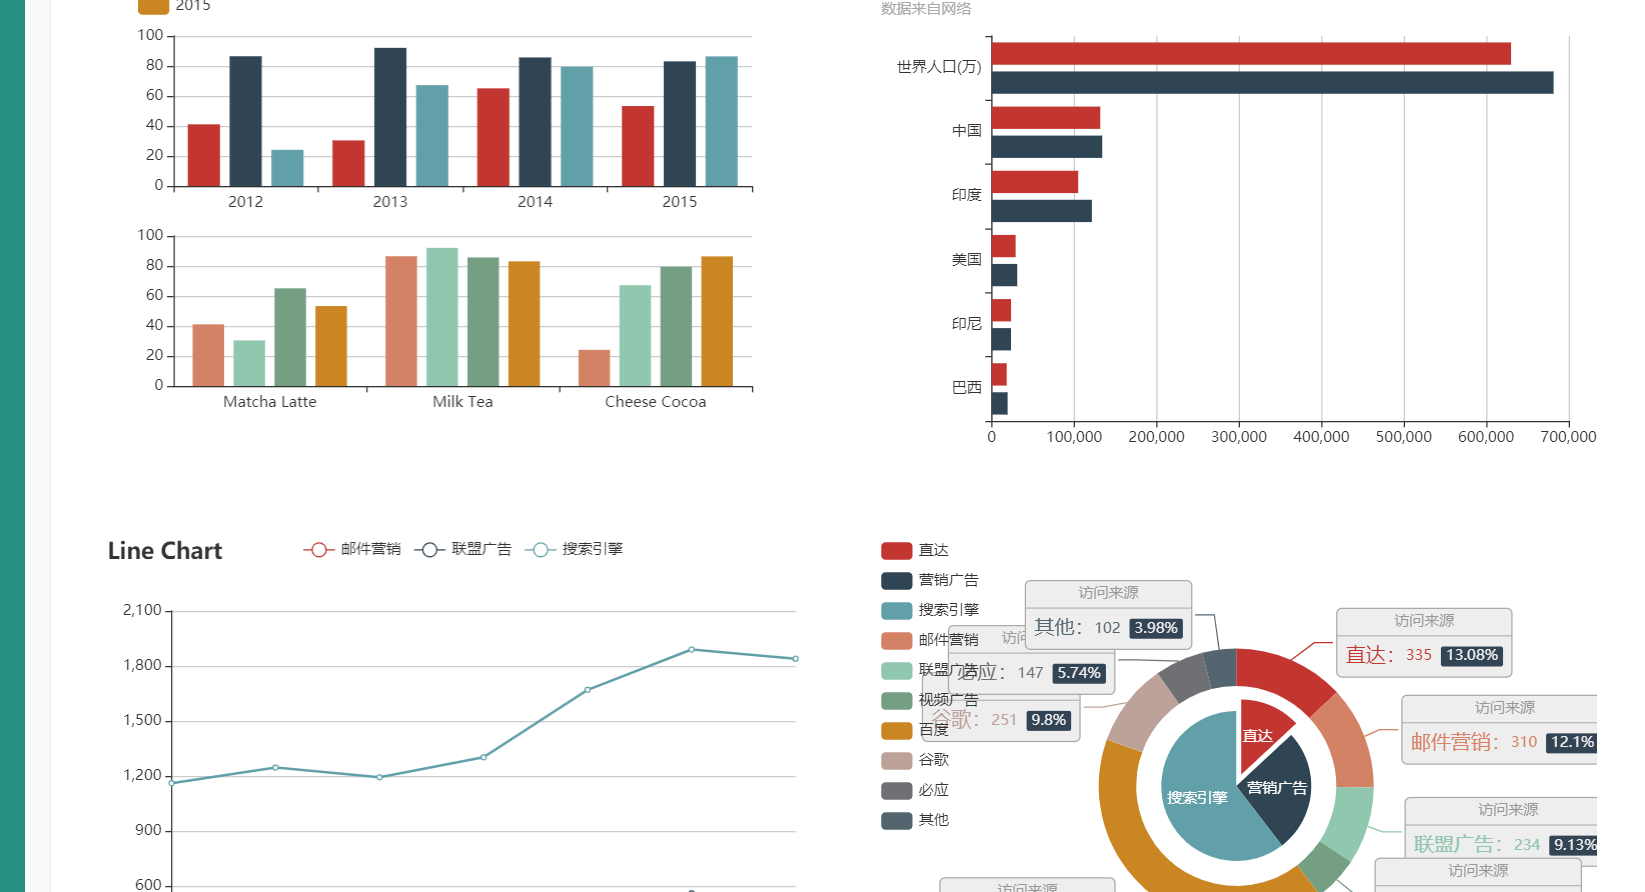 2015
100
80
60
40
20
0
2012
2013
2014
2015
100
80
60
40
20
0
Matcha Latte
Milk Tea
Cheese Cocoa
数据来自网络
世界人口(万)
中国
印度
美国
印尼
巴西
0
100,000
200,000
300,000
400,000
500,000
600,000
700,000
Line Chart
邮件营销
联盟广告
搜索引擎
2,100
1,800
1,500
1,200
900
600
直达
营销广告
搜索引擎
邮件营销
联盟广告
视频广告
百度
谷歌
必应
其他
访问来源
其他： 102 3.98%
访问
必应： 147 5.74%
谷歌： 251 9.8%
访问来源
直达： 335 13.08%
访问来源
邮件营销： 310 12.1%
访问来源
联盟广告： 234 9.13%
访问来源
访问来源
直达
营销广告
搜索引擎